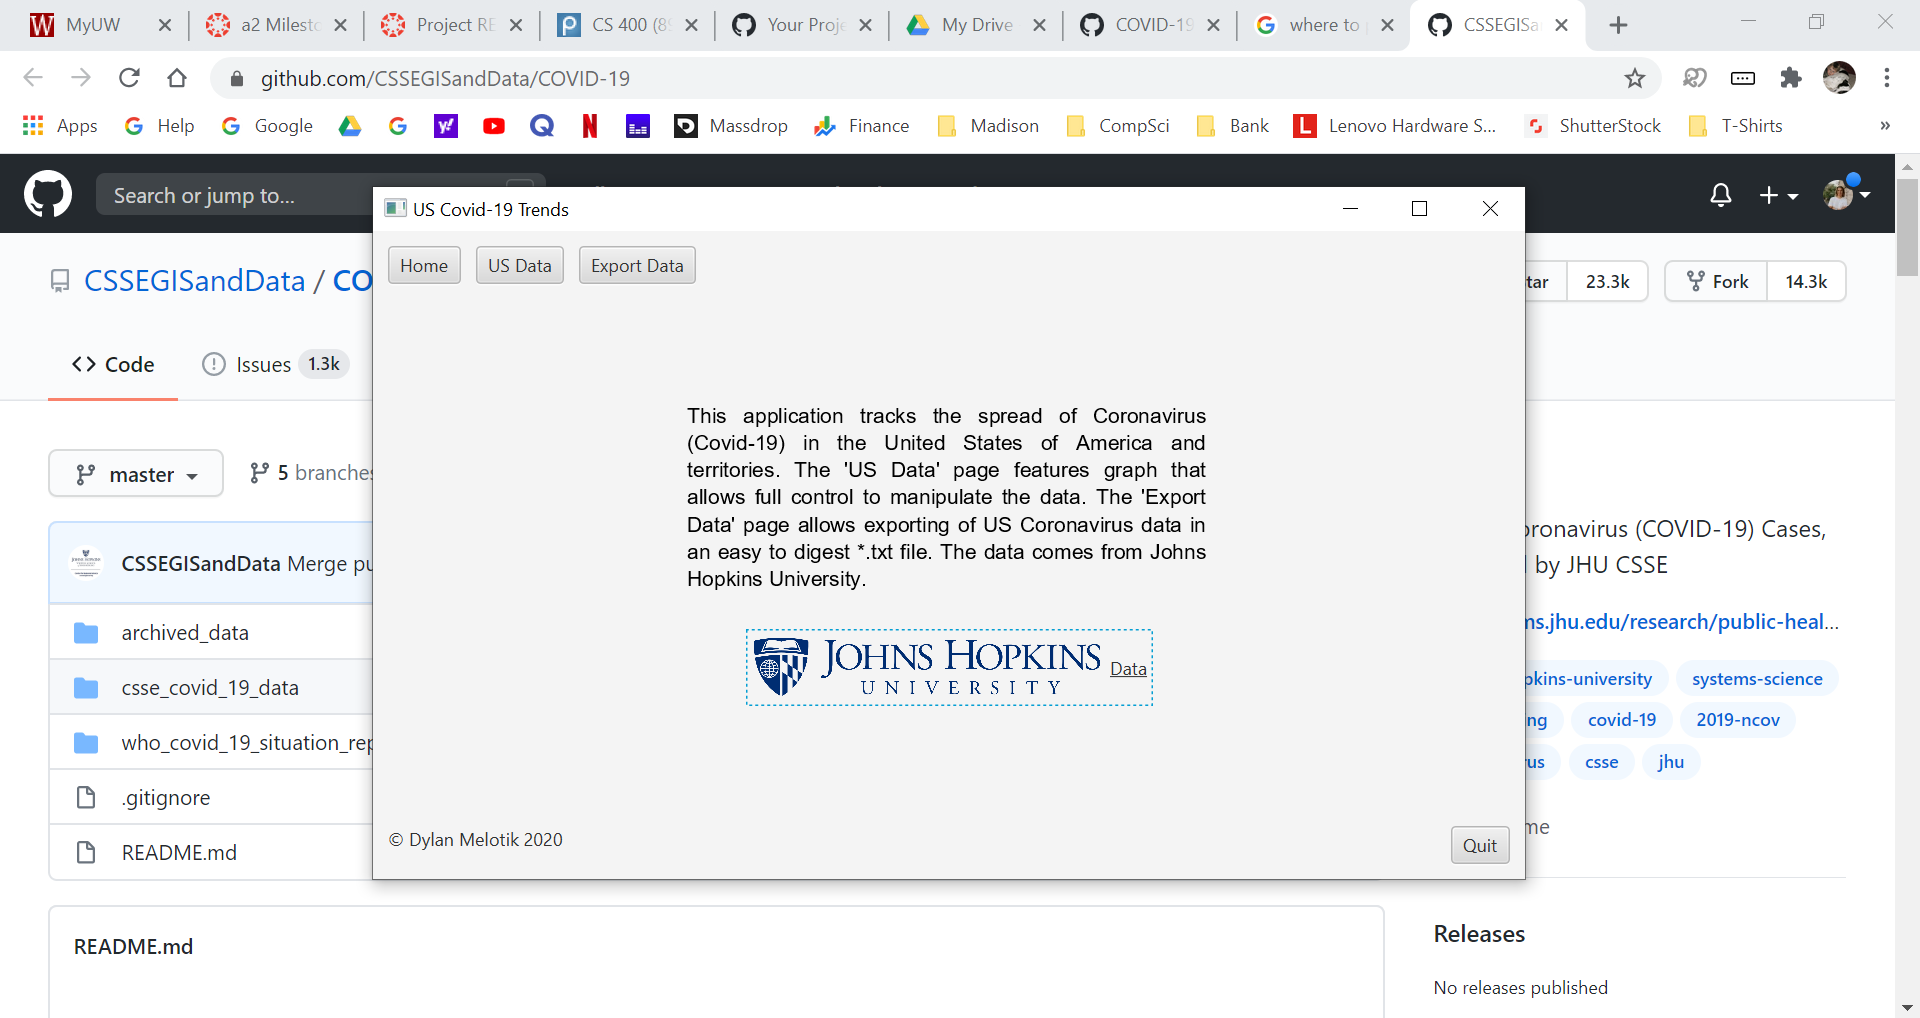 MyUW
a2 Milesto
Project RE
CS 400 (8
Your Proje
My Drive
COVID-19
where to
CSSEGISa
github.com/CSSEGISandData/COVID-19
Apps
Help
Google
Massdrop
Finance
Madison
CompSci
Bank
Lenovo Hardware S...
ShutterStock
T-Shirts
»
Search or jump to...
US Covid-19 Trends
Home
US Data
Export Data
CSSEGISandData / CO
tar
23.3k
Fork
14.3k
Code
Issues 1.3k
master
5 branches
This application tracks the spread of Coronavirus
(Covid-19) in the United States of America and
territories. The 'US Data' page features graph that
allows full control to manipulate the data. The 'Export
Data' page allows exporting of US Coronavirus data in
an easy to digest *.txt file. The data comes from Johns
Hopkins University.
JOHNS HOPKINS
UNIVERSITY
Data
© Dylan Melotik 2020
Quit
CSSEGISandData Merge pu
archived_data
csse_covid_19_data
who_covid_19_situation_rep
.gitignore
README.md
README.md
oronavirus (COVID-19) Cases,
by JHU CSSE
ms.jhu.edu/research/public-heal...
pkins-university
systems-science
ng
covid-19
2019-ncov
rus
csse
jhu
me
Releases
No releases published